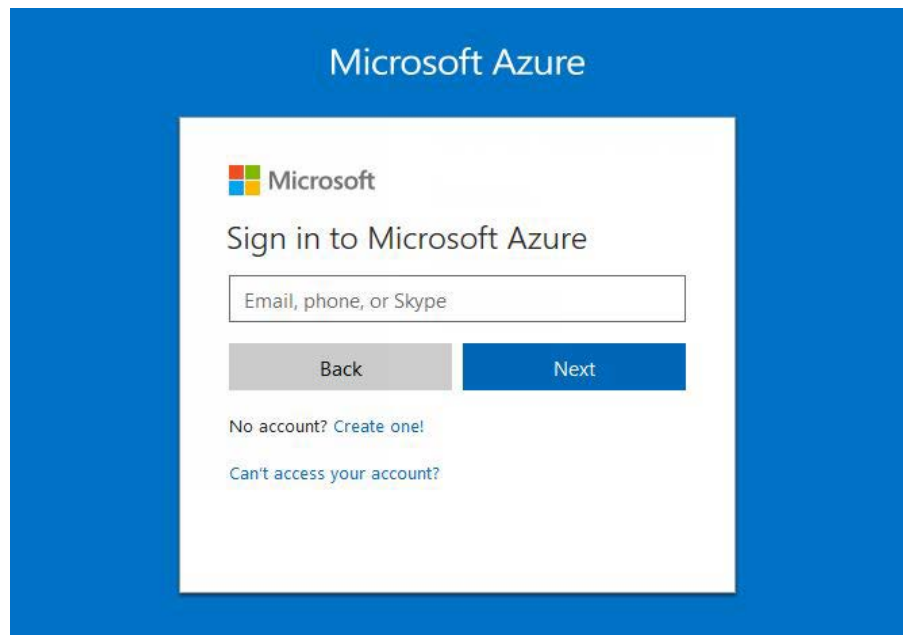 Microsoft Azure
Microsoft
Sign in to Microsoft Azure
Email, phone, or Skype
Back Next
No account? Create one!
Can't access your account?